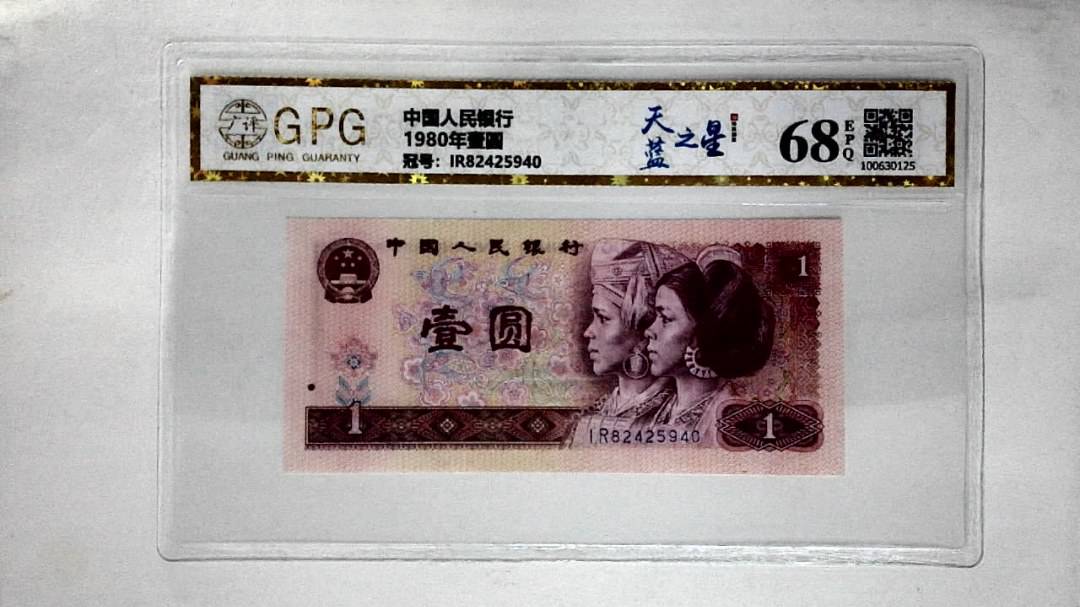 广评
GPG
GUANG PING GUARANTY
中国人民银行
1980年壹圆
冠号：IR82425940
天蓝之星
68
EPQ
100630125
中国人民银行
1
壹圆
1
IR82425940
1